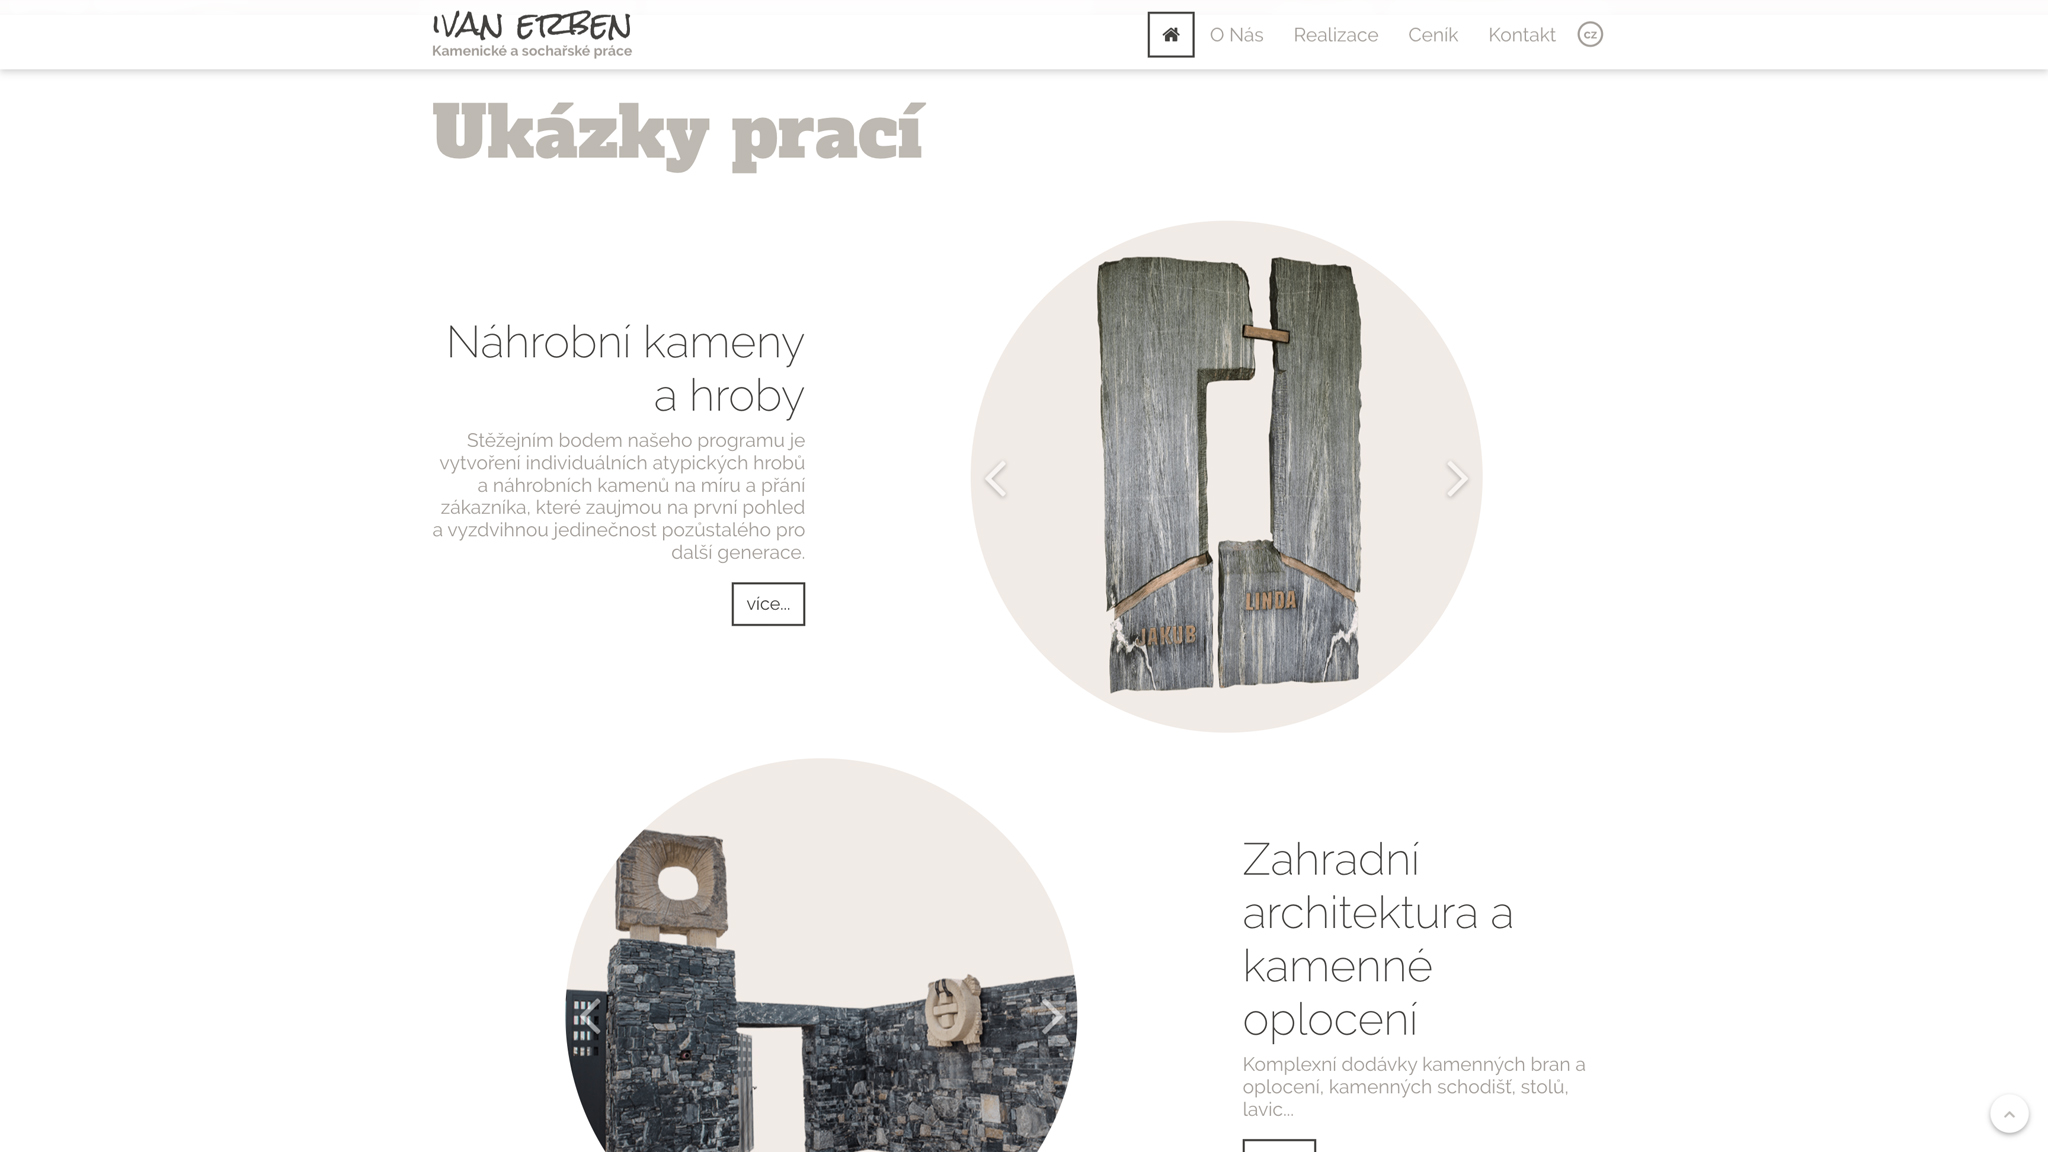 IVAN ERBEN
Kamenické a sochařské práce
O Nás
Realizace
Ceník
Kontakt
CZ
Ukázky prací
Náhrobní kameny
a hroby
Stěžejním bodem našeho programu je
vytvoření individuálních atypických hrobů
a náhrobních kamenů na míru a přání
zákazníka, které zaujmou na první pohled
a vyzdvihnou jedinečnost pozůstalého pro
další generace.
více...
LINDA
JAKUB
Zahradní
architektura a
kamenné
oplocení
Komplexní dodávky kamenných bran a
oplocení, kamenných schodišť, stolů,
lavic...